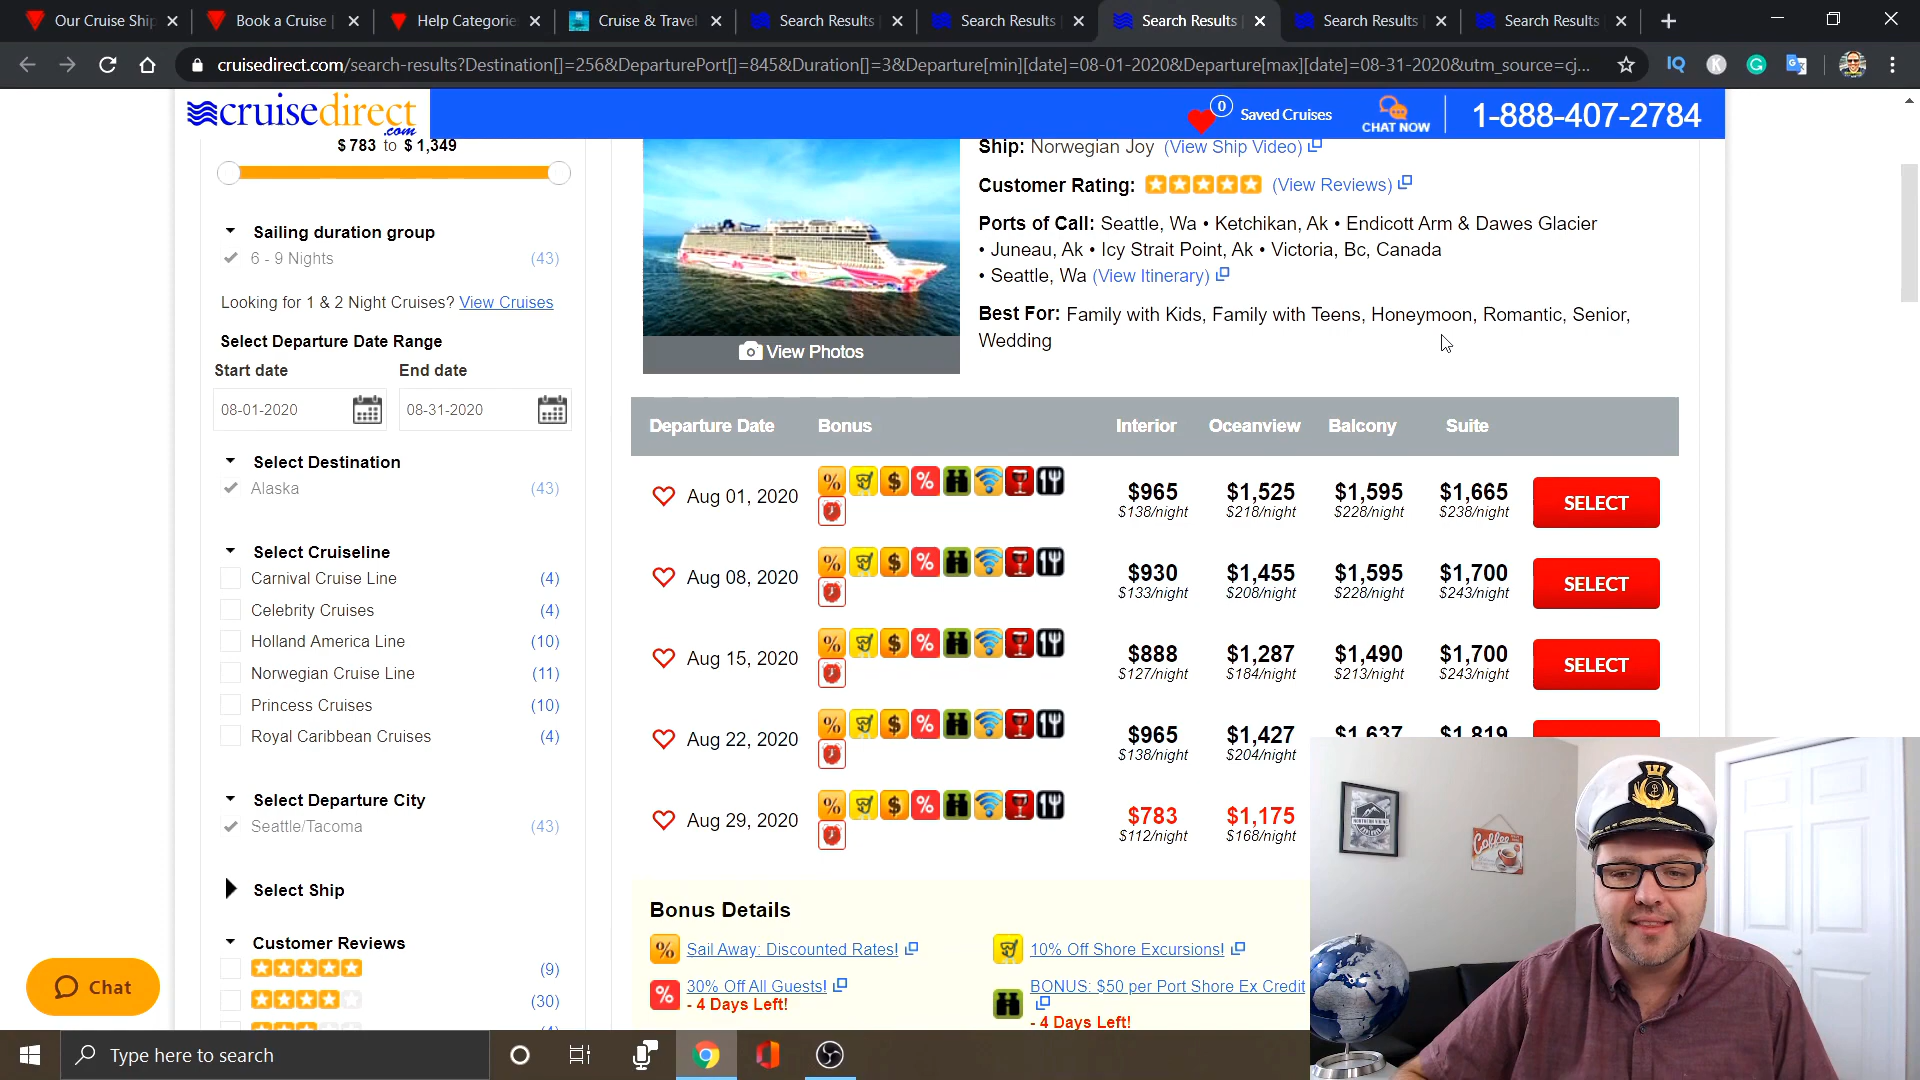 Our Cruise Ship
Book a Cruise |
Help Categorie
Cruise & Travel
Search Results |
Search Results |
Search Results |
Search Results |
Search Results |
cruisedirect.com/search-results?Destination[]=256&DeparturePort[]=845&Duration[]=3&Departure[min][date]=08-01-2020&Departure[max][date]=08-31-2020&utm_source=cj...
IQ
K
G
cruisedirect
.com
0
Saved Cruises
CHAT NOW
1-888-407-2784
$ 783 to $ 1,349
Sailing duration group
6 - 9 Nights (43)
Looking for 1 & 2 Night Cruises? View Cruises
Select Departure Date Range
Start date End date
08-01-2020 08-31-2020
Select Destination
Alaska (43)
Select Cruiseline
Carnival Cruise Line (4)
Celebrity Cruises (4)
Holland America Line (10)
Norwegian Cruise Line (11)
Princess Cruises (10)
Royal Caribbean Cruises (4)
Select Departure City
Seattle/Tacoma (43)
Select Ship
Customer Reviews
(9)
(30)
Chat
View Photos
Ship: Norwegian Joy (View Ship Video)
Customer Rating: (View Reviews)
Ports of Call: Seattle, Wa • Ketchikan, Ak • Endicott Arm & Dawes Glacier
• Juneau, Ak • Icy Strait Point, Ak • Victoria, Bc, Canada
• Seattle, Wa (View Itinerary)
Best For: Family with Kids, Family with Teens, Honeymoon, Romantic, Senior,
Wedding
Departure Date Bonus Interior Oceanview Balcony Suite
Aug 01, 2020 $965 $1,525 $1,595 $1,665 SELECT
$138/night $218/night $228/night $238/night
Aug 08, 2020 $930 $1,455 $1,595 $1,700 SELECT
$133/night $208/night $228/night $243/night
Aug 15, 2020 $888 $1,287 $1,490 $1,700 SELECT
$127/night $184/night $213/night $243/night
Aug 22, 2020 $965 $1,427 $1,637 $1,819
$138/night $204/night
Aug 29, 2020 $783 $1,175
$112/night $168/night
Bonus Details
% Sail Away: Discounted Rates!
10% Off Shore Excursions!
% 30% Off All Guests!
- 4 Days Left!
BONUS: $50 per Port Shore Ex Credit
- 4 Days Left!
Coffee
Type here to search